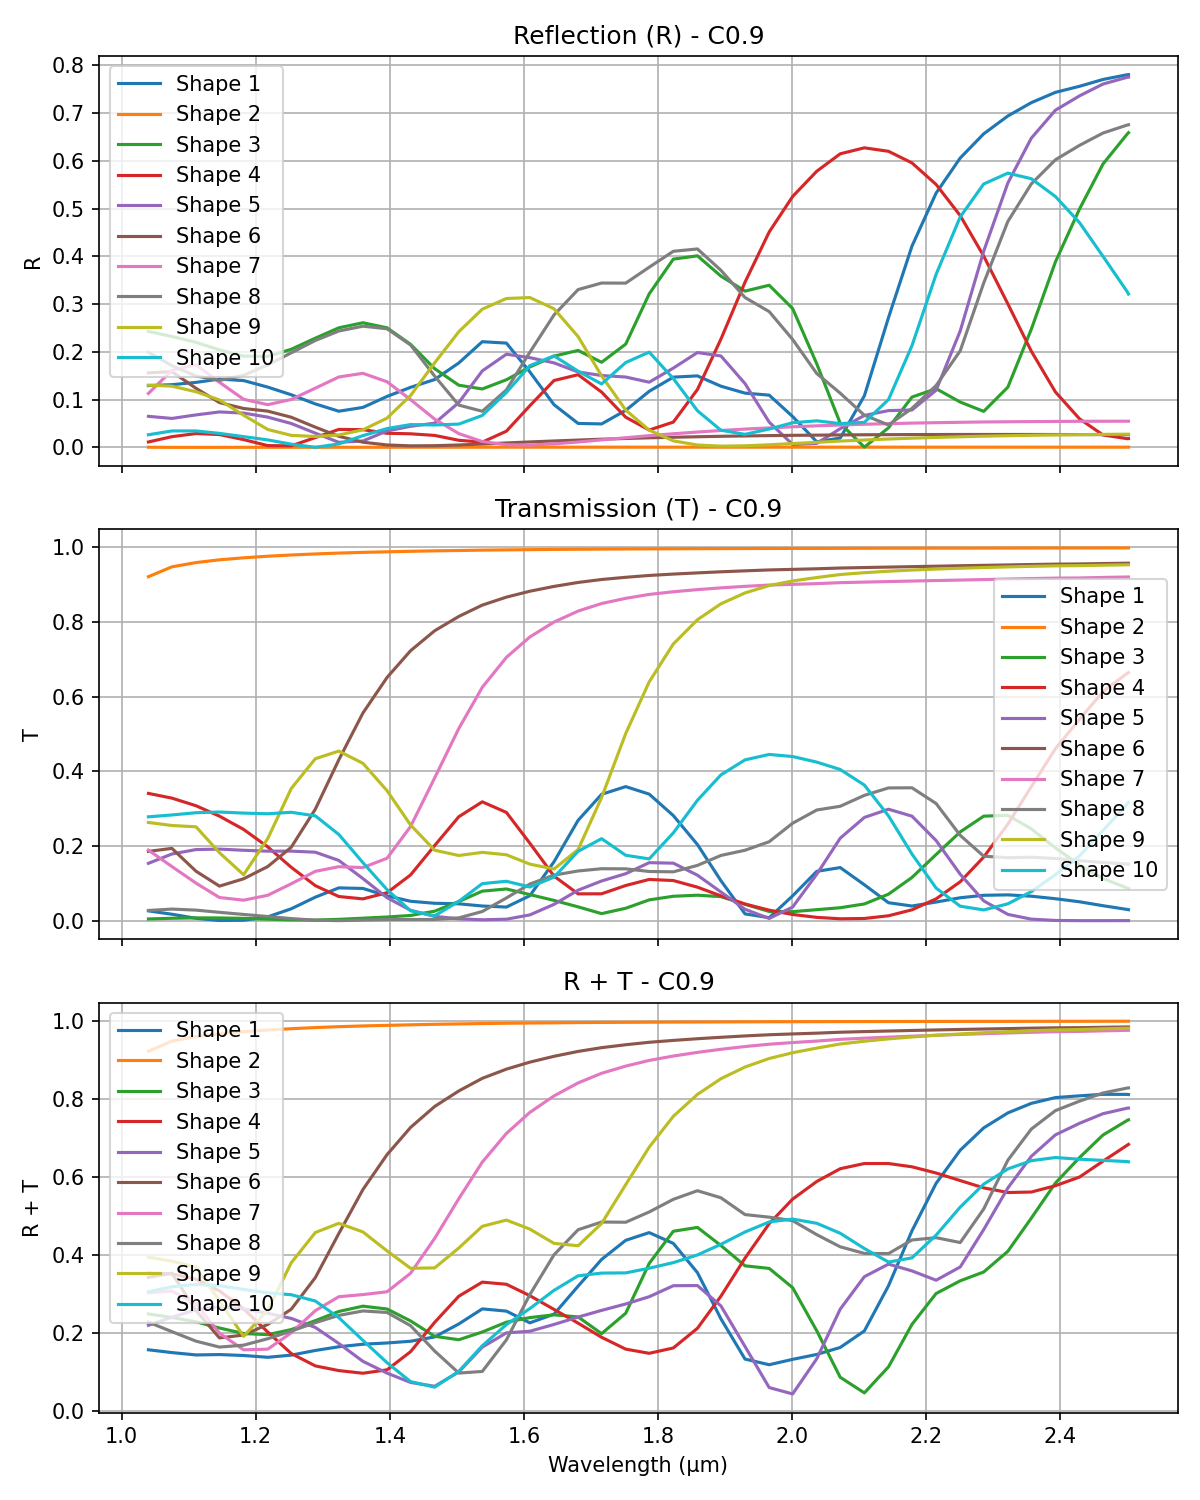 Reflection (R) - C0.9
0.8
0.7
0.6
0.5
0.4
0.3
0.2
0.1
0.0
R
Shape 1
Shape 2
Shape 3
Shape 4
Shape 5
Shape 6
Shape 7
Shape 8
Shape 9
Shape 10
Transmission (T) - C0.9
1.0
0.8
0.6
0.4
0.2
0.0
T
Shape 1
Shape 2
Shape 3
Shape 4
Shape 5
Shape 6
Shape 7
Shape 8
Shape 9
Shape 10
R + T - C0.9
1.0
0.8
0.6
0.4
0.2
0.0
R + T
Shape 1
Shape 2
Shape 3
Shape 4
Shape 5
Shape 6
Shape 7
Shape 8
Shape 9
Shape 10
1.0 1.2 1.4 1.6 1.8 2.0 2.2 2.4
Wavelength (μm)